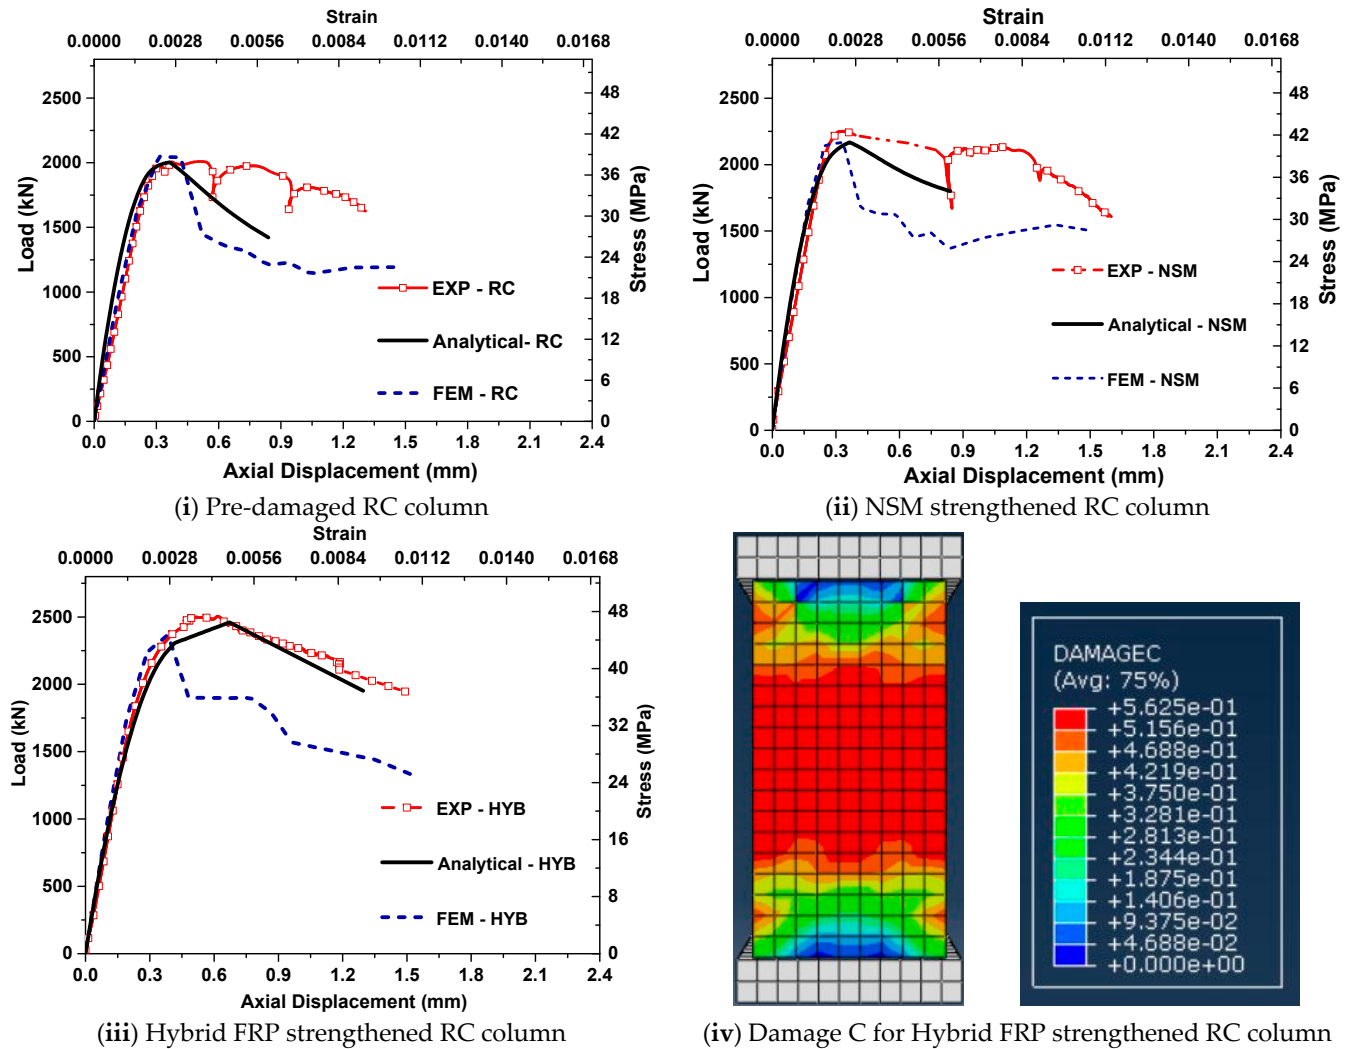 Strain
0.0000 0.0028 0.0056 0.0084 0.0112 0.0140 0.0168
2500
2000
1500
1000
500
0
Load (kN)
48
42
36
30
24
18
12
6
0
Stress (MPa)
EXP - RC
Analytical- RC
FEM - RC
0.0 0.3 0.6 0.9 1.2 1.5 1.8 2.1 2.4
Axial Displacement (mm)
(i) Pre-damaged RC column
Strain
0.0000 0.0028 0.0056 0.0084 0.0112 0.0140 0.0168
2500
2000
1500
1000
500
0
Load (kN)
48
42
36
30
24
18
12
6
0
Stress (MPa)
EXP - NSM
Analytical - NSM
FEM - NSM
0.0 0.3 0.6 0.9 1.2 1.5 1.8 2.1 2.4
Axial Displacement (mm)
(ii) NSM strengthened RC column
Strain
0.0000 0.0028 0.0056 0.0084 0.0112 0.0140 0.0168
2500
2000
1500
1000
500
0
Load (kN)
48
40
32
24
16
8
0
Stress (MPa)
EXP - HYB
Analytical - HYB
FEM - HYB
0.0 0.3 0.6 0.9 1.2 1.5 1.8 2.1 2.4
Axial Displacement (mm)
(iii) Hybrid FRP strengthened RC column
DAMAGEC
(Avg: 75%)
+5.625e-01
+5.156e-01
+4.688e-01
+4.219e-01
+3.750e-01
+3.281e-01
+2.813e-01
+2.344e-01
+1.875e-01
+1.406e-01
+9.375e-02
+4.688e-02
+0.000e+00
(iv) Damage C for Hybrid FRP strengthened RC column